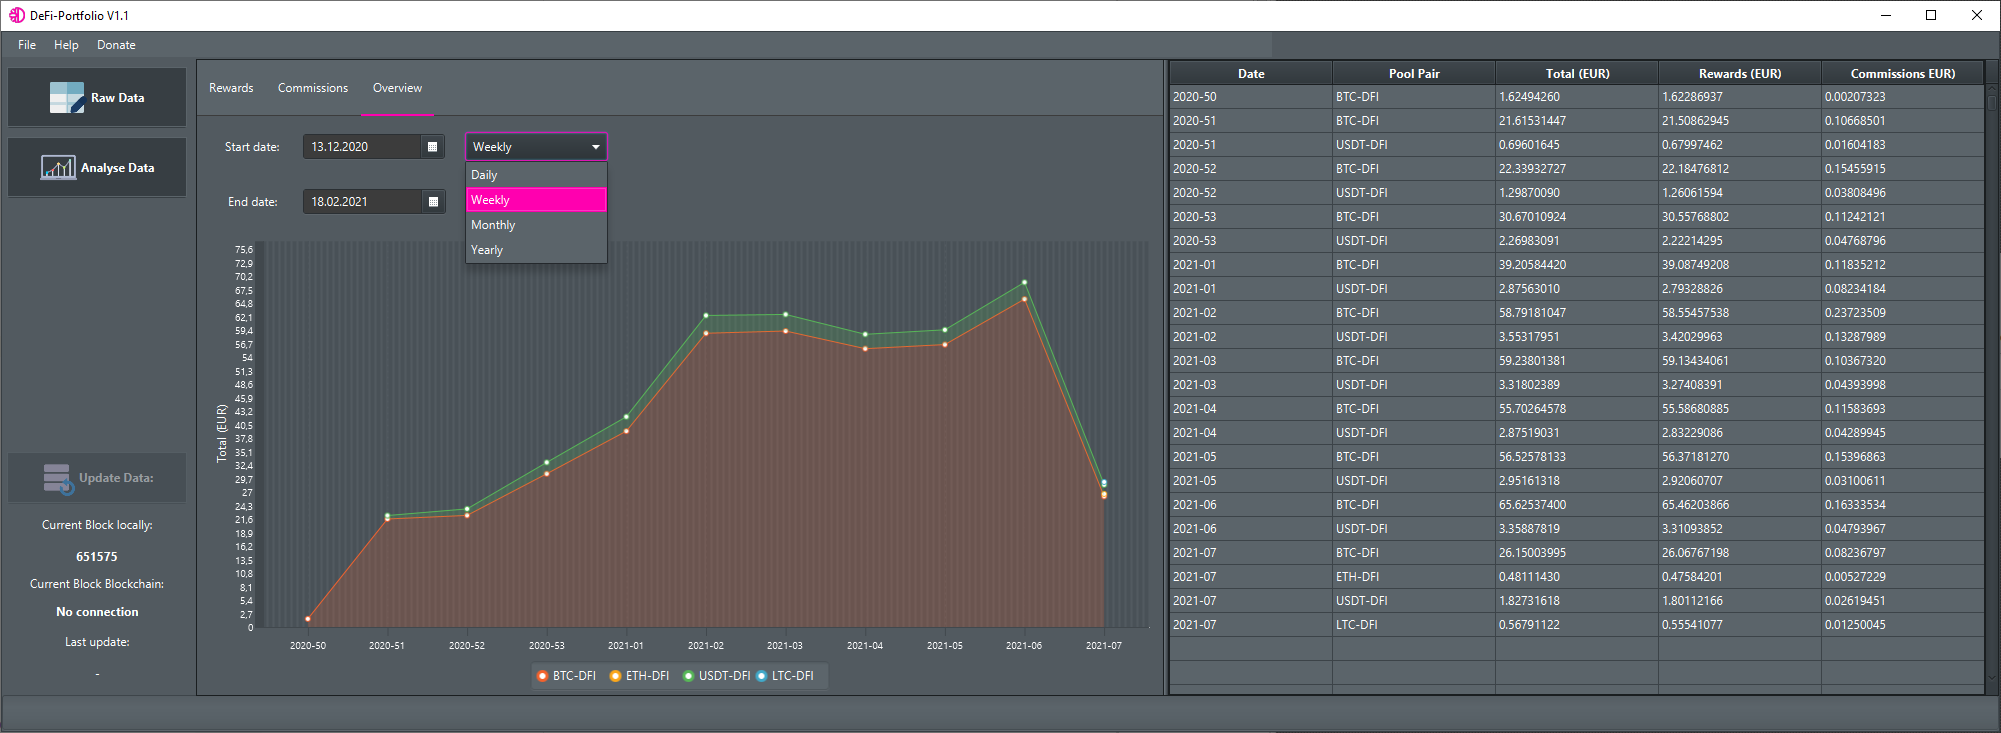 DeFi-Portfolio V1.1
File Help Donate
Raw Data
Analyse Data
Update Data:
Current Block locally:
651575
Current Block Blockchain:
No connection
Last update:
-
Rewards Commissions Overview
Start date: 13.12.2020 Weekly
Daily
Weekly
Monthly
Yearly
End date: 18.02.2021
Total (EUR)
75,6
72,9
70,2
67,5
64,8
62,1
59,4
56,7
54
51,3
48,6
45,9
43,2
40,5
37,8
35,1
32,4
29,7
27
24,3
21,6
18,9
16,2
13,5
10,8
8,1
5,4
2,7
0
2020-50 2020-51 2020-52 2020-53 2021-01 2021-02 2021-03 2021-04 2021-05 2021-06 2021-07
BTC-DFI ETH-DFI USDT-DFI LTC-DFI
Date Pool Pair Total (EUR) Rewards (EUR) Commissions EUR)
2020-50 BTC-DFI 1.62494260 1.62286937 0.00207323
2020-51 BTC-DFI 21.61531447 21.50862945 0.10668501
2020-51 USDT-DFI 0.69601645 0.67997462 0.01604183
2020-52 BTC-DFI 22.33932727 22.18476812 0.15455915
2020-52 USDT-DFI 1.29870090 1.26061594 0.03808496
2020-53 BTC-DFI 30.67010924 30.55768802 0.11242121
2020-53 USDT-DFI 2.26983091 2.22214295 0.04768796
2021-01 BTC-DFI 39.20584420 39.08749208 0.11835212
2021-01 USDT-DFI 2.87563010 2.79328826 0.08234184
2021-02 BTC-DFI 58.79181047 58.55457538 0.23723509
2021-02 USDT-DFI 3.55317951 3.42029963 0.13287989
2021-03 BTC-DFI 59.23801381 59.13434061 0.10367320
2021-03 USDT-DFI 3.31802389 3.27408391 0.04393998
2021-04 BTC-DFI 55.70264578 55.58680885 0.11583693
2021-04 USDT-DFI 2.87519031 2.83229086 0.04289945
2021-05 BTC-DFI 56.52578133 56.37181270 0.15396863
2021-05 USDT-DFI 2.95161318 2.92060707 0.03100611
2021-06 BTC-DFI 65.62537400 65.46203866 0.16333534
2021-06 USDT-DFI 3.35887819 3.31093852 0.04793967
2021-07 BTC-DFI 26.15003995 26.06767198 0.08236797
2021-07 ETH-DFI 0.48111430 0.47584201 0.00527229
2021-07 USDT-DFI 1.82731618 1.80112166 0.02619451
2021-07 LTC-DFI 0.56791122 0.55541077 0.01250045